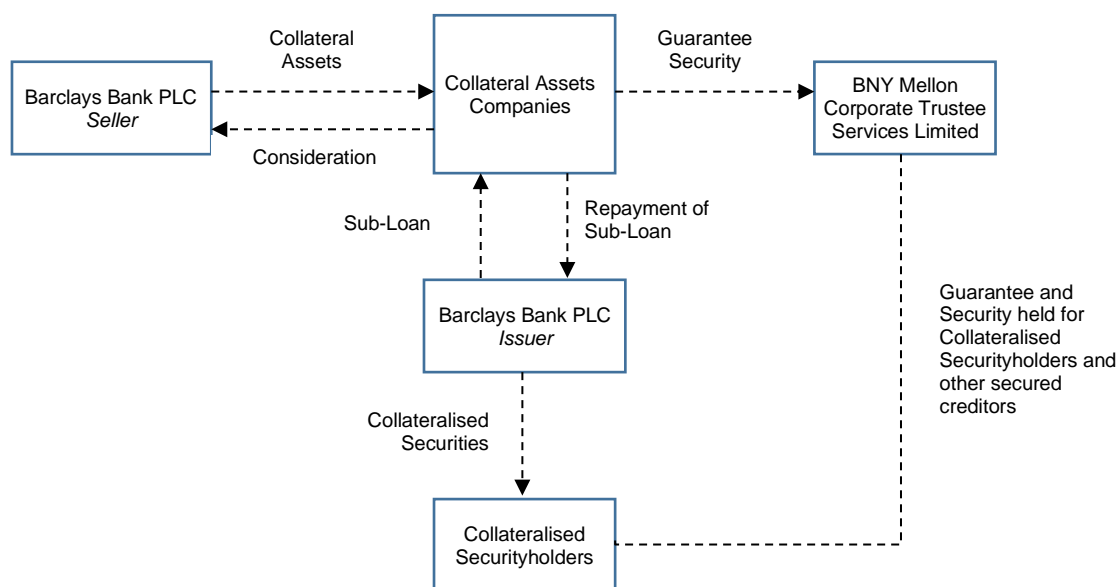 Collateral
Assets
Guarantee
Security
Barclays Bank PLC
Seller
Collateral Assets
Companies
BNY Mellon
Corporate Trustee
Services Limited
Consideration
Sub-Loan
Repayment of
Sub-Loan
Barclays Bank PLC
Issuer
Guarantee and
Security held for
Collateralised
Securityholders and
other secured
creditors
Collateralised
Securities
Collateralised
Securityholders